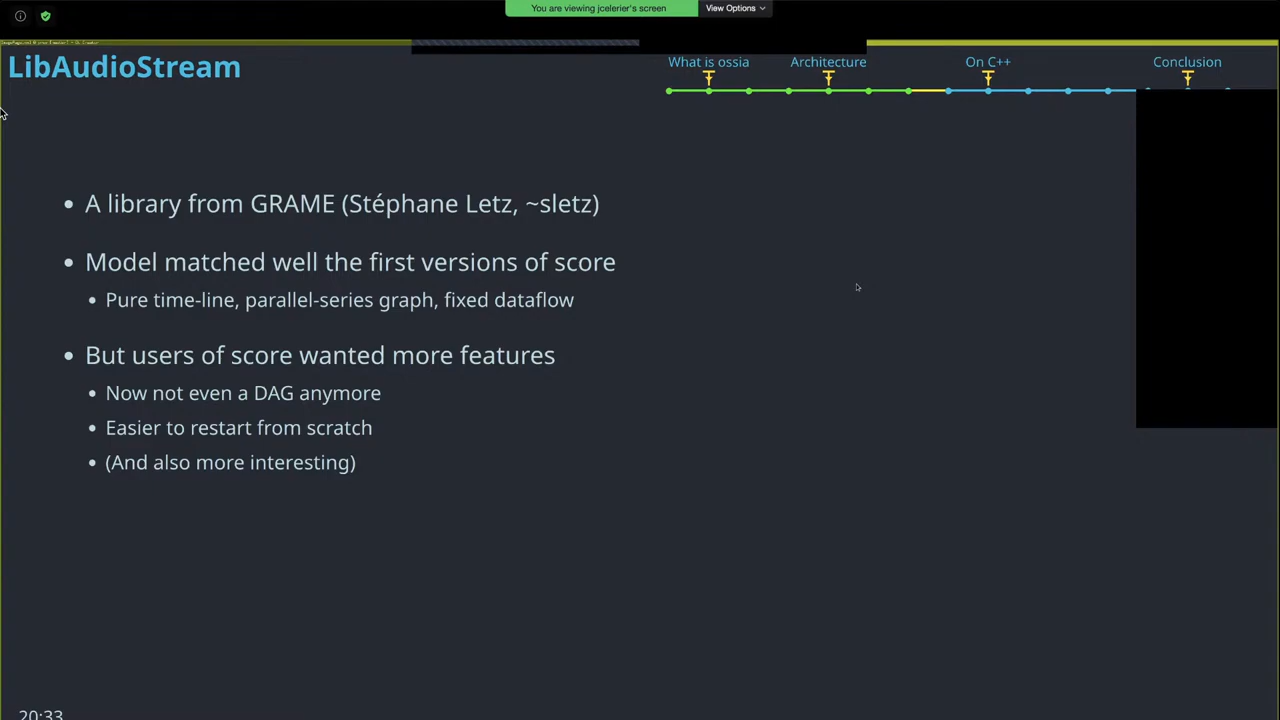 You are viewing jcelerier's screen
View Options
LibAudioStream
What is ossia
Architecture
On C++
Conclusion
• A library from GRAME (Stéphane Letz, ~sletz)
• Model matched well the first versions of score
• Pure time-line, parallel-series graph, fixed dataflow
• But users of score wanted more features
• Now not even a DAG anymore
• Easier to restart from scratch
• (And also more interesting)
20:33